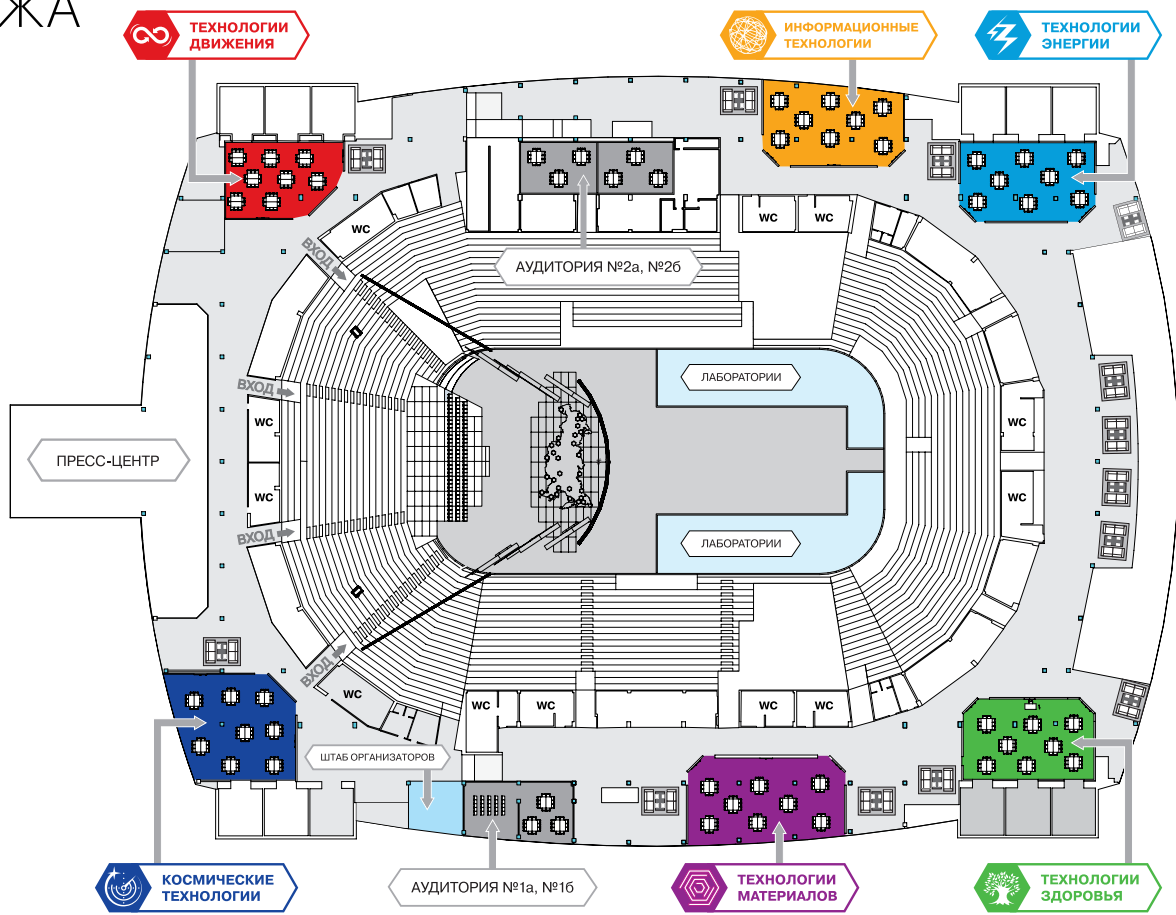 ЖА
ТЕХНОЛОГИИ
ДВИЖЕНИЯ
ИНФОРМАЦИОННЫЕ
ТЕХНОЛОГИИ
ТЕХНОЛОГИИ
ЭНЕРГИИ
WC
WC
WC
ВХОД
АУДИТОРИЯ №2а, №2б
ВХОД
ЛАБОРАТОРИИ
WC
WC
ПРЕСС-ЦЕНТР
WC
WC
ВХОД
ЛАБОРАТОРИИ
ВХОД
WC
WC
WC
WC
WC
ШТАБ ОРГАНИЗАТОРОВ
КОСМИЧЕСКИЕ
ТЕХНОЛОГИИ
АУДИТОРИЯ №1а, №1б
ТЕХНОЛОГИИ
МАТЕРИАЛОВ
ТЕХНОЛОГИИ
ЗДОРОВЬЯ